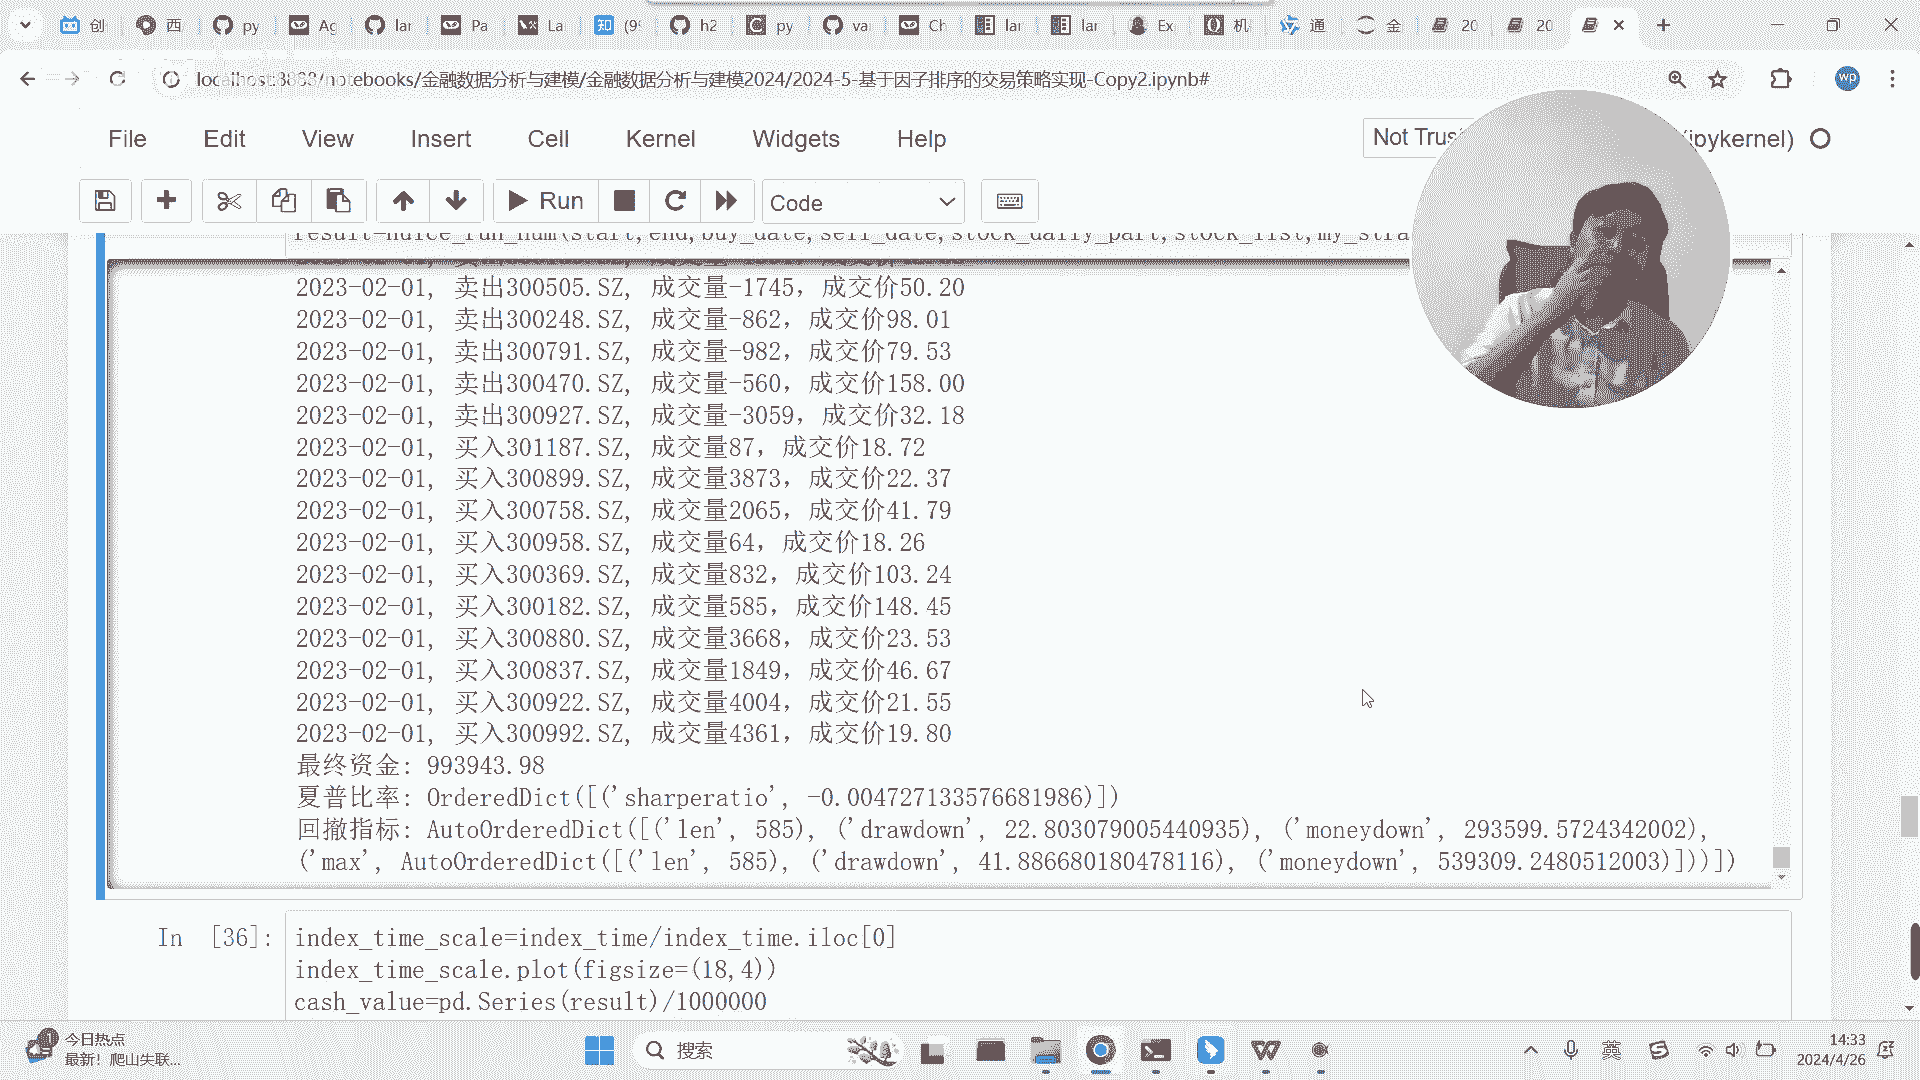 创 西 py Ag lar Pa La (9 h2 py va Ch lar lar Ex 机 通 金 20 20
localhost:8888/notebooks/金融数据分析与建模/金融数据分析与建模2024/2024-5-基于因子排序的交易策略实现-Copy2.ipynb#
wp
File Edit View Insert Cell Kernel Widgets Help Not Trus (ipykernel)
Run Code
2023-02-01, 卖出300505.SZ, 成交量-1745, 成交价50.20
2023-02-01, 卖出300248.SZ, 成交量-862, 成交价98.01
2023-02-01, 卖出300791.SZ, 成交量-982, 成交价79.53
2023-02-01, 卖出300470.SZ, 成交量-560, 成交价158.00
2023-02-01, 卖出300927.SZ, 成交量-3059, 成交价32.18
2023-02-01, 买入301187.SZ, 成交量87, 成交价18.72
2023-02-01, 买入300899.SZ, 成交量3873, 成交价22.37
2023-02-01, 买入300758.SZ, 成交量2065, 成交价41.79
2023-02-01, 买入300958.SZ, 成交量64, 成交价18.26
2023-02-01, 买入300369.SZ, 成交量832, 成交价103.24
2023-02-01, 买入300182.SZ, 成交量585, 成交价148.45
2023-02-01, 买入300880.SZ, 成交量3668, 成交价23.53
2023-02-01, 买入300837.SZ, 成交量1849, 成交价46.67
2023-02-01, 买入300922.SZ, 成交量4004, 成交价21.55
2023-02-01, 买入300992.SZ, 成交量4361, 成交价19.80
最终资金: 993943.98
夏普比率: OrderedDict([('sharperatio', -0.004727133576681986)])
回撤指标: AutoOrderedDict([('len', 585), ('drawdown', 22.803079005440935), ('moneydown', 293599.5724342002),
('max', AutoOrderedDict([('len', 585), ('drawdown', 41.886680180478116), ('moneydown', 539309.2480512003)]))])
In [36]: index_time_scale=index_time/index_time.iloc[0]
index_time_scale.plot(figsize=(18,4))
cash_value=pd.Series(result)/1000000
今日热点
最新! 爬山失联...
搜索
英
14:33
2024/4/26